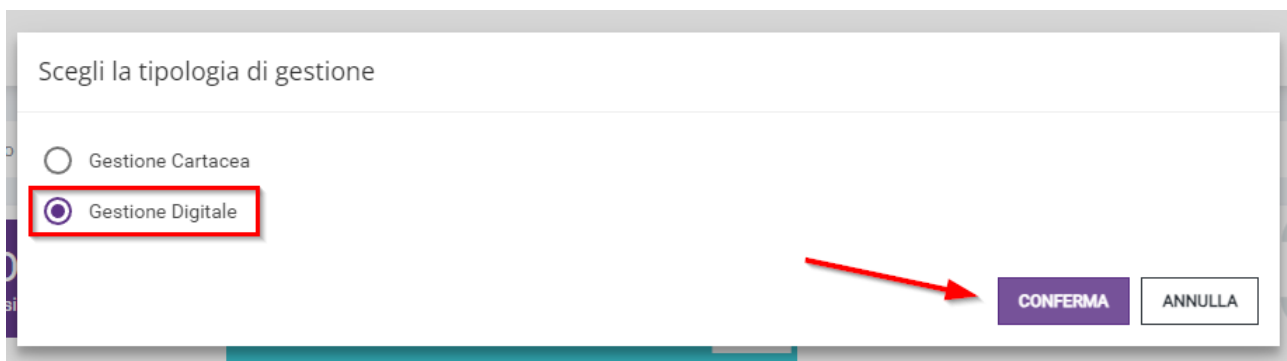 Scegli la tipologia di gestione
Gestione Cartacea
Gestione Digitale
CONFERMA ANNULLA